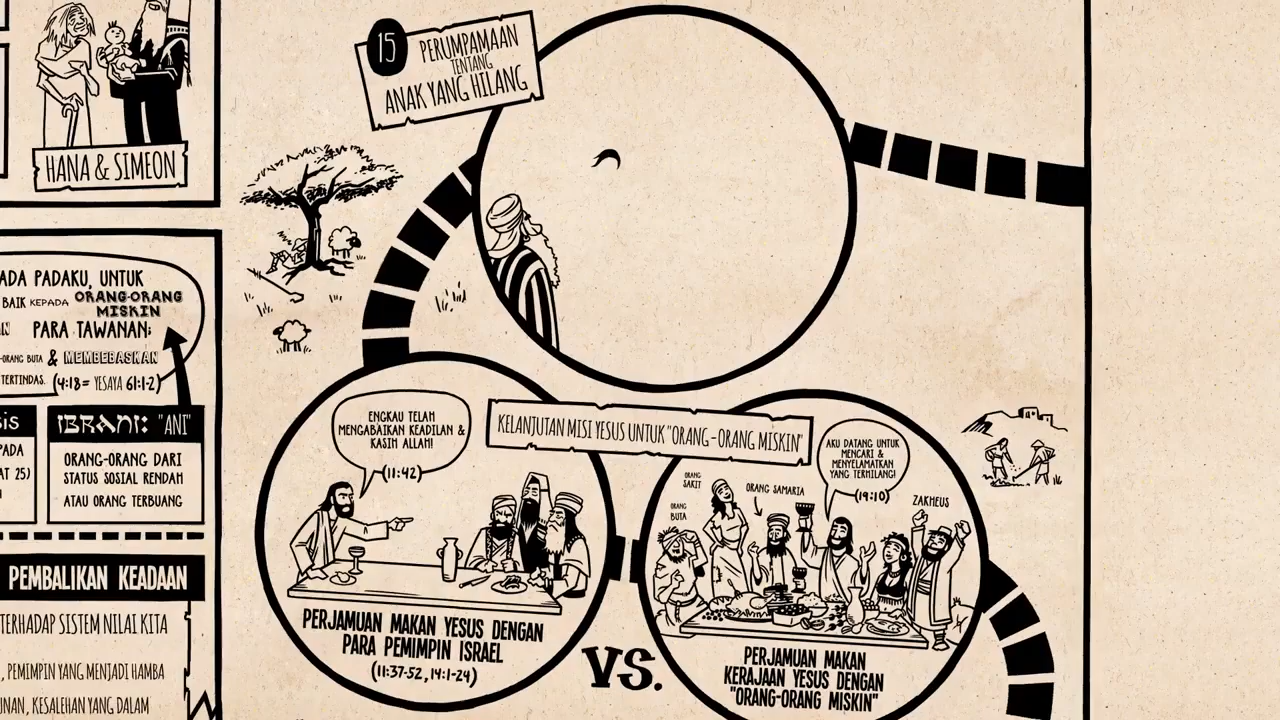 HANA & SIMEON
ADA PADAKU, UNTUK
BAIK KEPADA ORANG-ORANG
MISKIN
PARA TAWANAN;
-ORANG BUTA & MEMBEBASKAN
TERTINDAS. (4:18 = YESAYA 61:1-2)
IBRANI: "ANI"
ORANG-ORANG DARI
STATUS SOSIAL RENDAH
ATAU ORANG TERBUANG
PEMBALIKAN KEADAAN
TERHADAP SISTEM NILAI KITA
, PEMIMPIN YANG MENJADI HAMBA
, KESALEHAN YANG DALAM
15
PERUMPAMAAN
TENTANG
ANAK YANG HILANG
KELANJUTAN MISI YESUS UNTUK "ORANG-ORANG MISKIN"
ENGKAU TELAH
MENGABAIKAN KEADILAN &
KASIH ALLAH!
(11:42)
PERJAMUAN MAKAN YESUS DENGAN
PARA PEMIMPIN ISRAEL
(11:37-52, 14:1-24)
VS.
AKU DATANG UNTUK
MENCARI &
MENYELAMATKAN
YANG TERHILANG!
(19:10)
ORANG
SAKIT
ORANG
BUTA
ORANG SAMARIA
ZAKHEUS
PERJAMUAN MAKAN
KERAJAAN YESUS DENGAN
"ORANG-ORANG MISKIN"